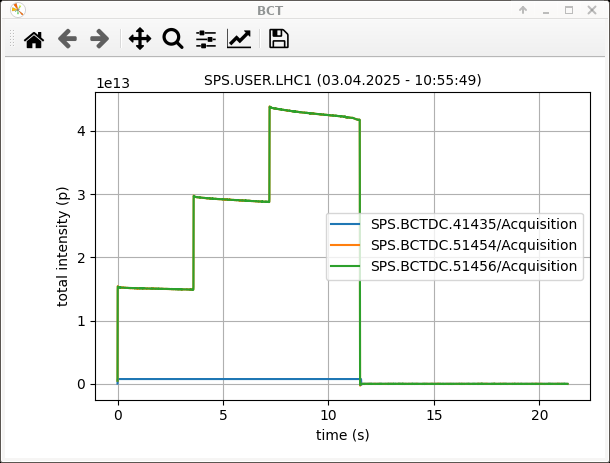 BCT
SPS.USER.LHC1 (03.04.2025 - 10:55:49)
1e13
4
3
2
1
0
total intensity (p)
SPS.BCTDC.41435/Acquisition
SPS.BCTDC.51454/Acquisition
SPS.BCTDC.51456/Acquisition
0 5 10 15 20
time (s)